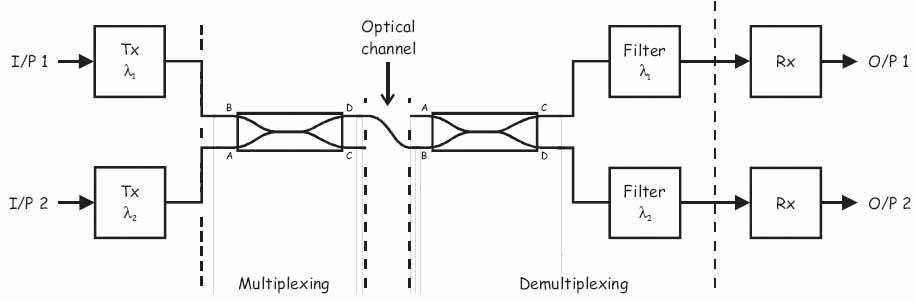 Optical
channel
I/P 1
Tx
λ1
Filter
λ1
Rx
O/P 1
B
D
A
C
A
C
B
D
I/P 2
Tx
λ2
Filter
λ2
Rx
O/P 2
Multiplexing
Demultiplexing